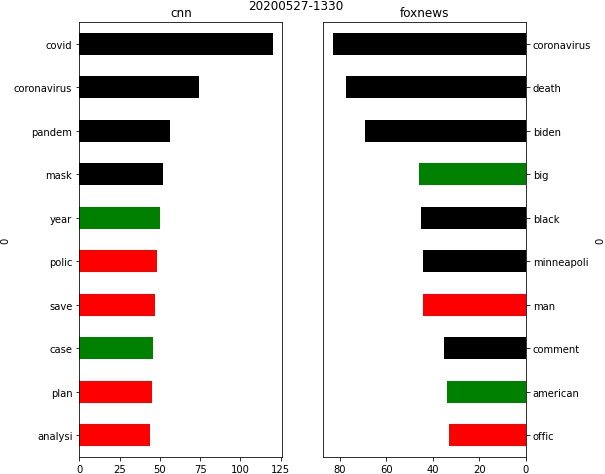 20200527-1330
cnn
foxnews
covid
coronavirus
pandem
mask
year
polic
save
case
plan
analysi
0
0 25 50 75 100 125
coronavirus
death
biden
big
black
minneapoli
man
comment
american
offic
0
80 60 40 20 0